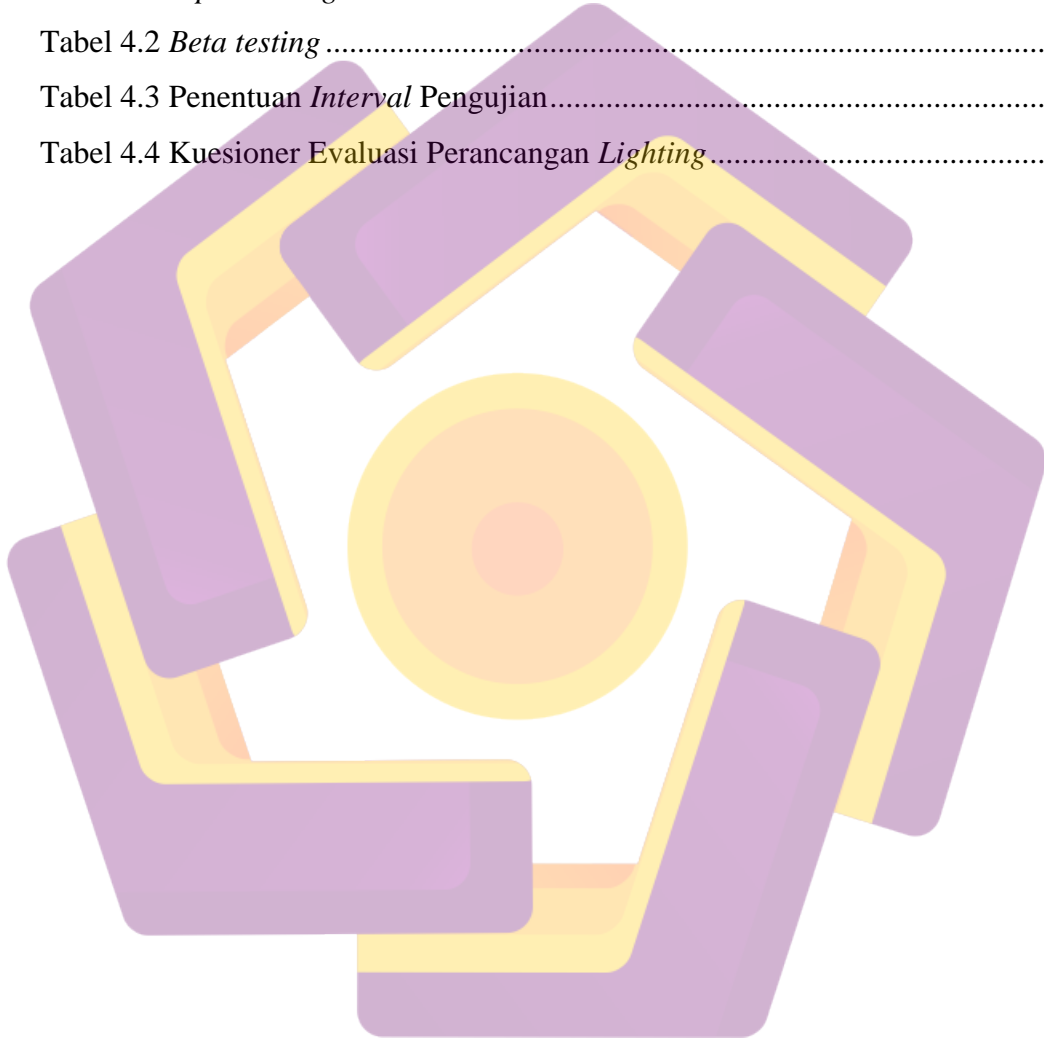 Tabel 4.2 Beta testing ........................................................................................
Tabel 4.3 Penentuan Interval Pengujian............................................................
Tabel 4.4 Kuesioner Evaluasi Perancangan Lighting.........................................